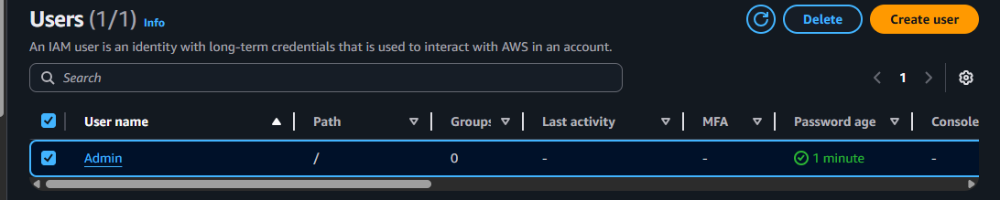 Users (1/1) Info Delete Create user
An IAM user is an identity with long-term credentials that is used to interact with AWS in an account.
Search 1
User name Path Groups Last activity MFA Password age Console
Admin / 0 - - 1 minute -